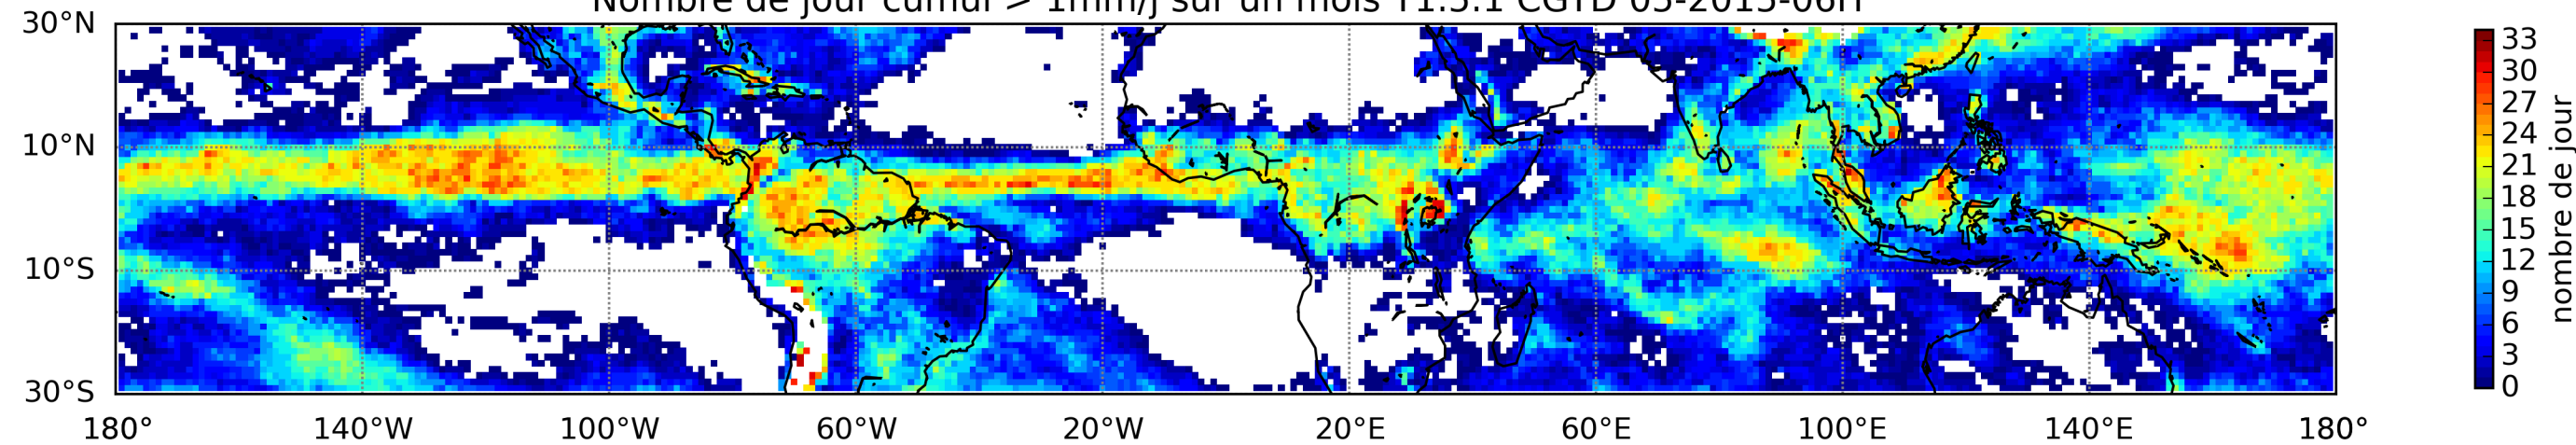 Nombre de jour cumul > 1mm/j sur un mois T1.5.1 CGTD 05-2015-06H
30°N
10°N
10°S
30°S
180° 140°W 100°W 60°W 20°W 20°E 60°E 100°E 140°E 180°
33
30
27
24
21
18
15
12
9
6
3
0
nombre de jour